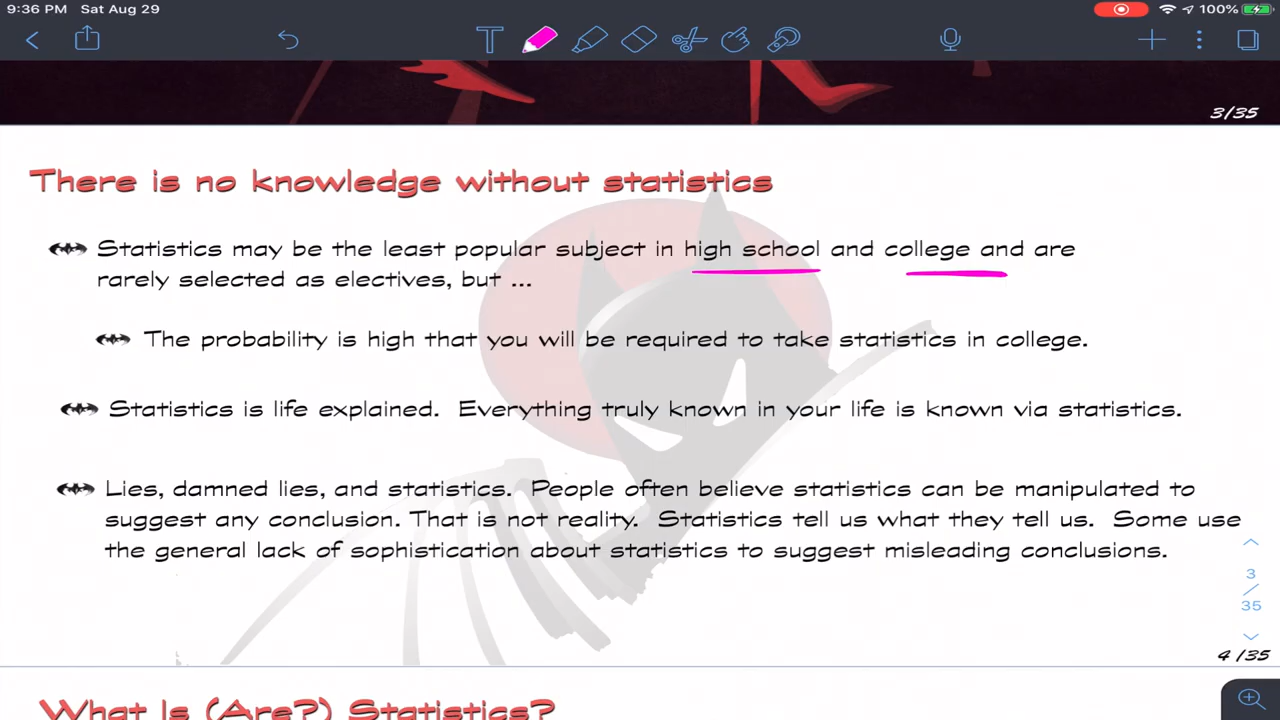 9:36 PM Sat Aug 29
100%
T
3/35
There is no knowledge without statistics
Statistics may be the least popular subject in high school and college and are
rarely selected as electives, but ...
The probability is high that you will be required to take statistics in college.
Statistics is life explained. Everything truly known in your life is known via statistics.
Lies, damned lies, and statistics. People often believe statistics can be manipulated to
suggest any conclusion. That is not reality. Statistics tell us what they tell us. Some use
the general lack of sophistication about statistics to suggest misleading conclusions.
3
/
35
4/35
What Is (Are?) Statistics?